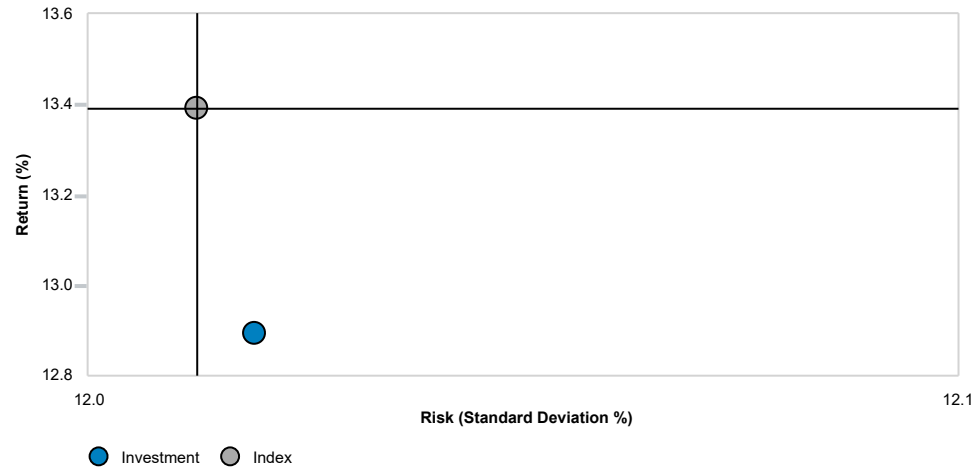 13.6
13.4
13.2
13.0
12.8
Return (%)
12.0
12.1
Risk (Standard Deviation %)
Investment
Index